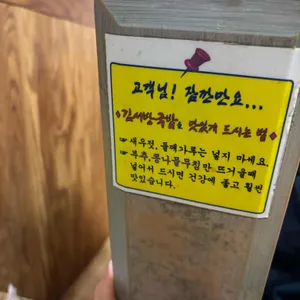 고객님! 잠깐만요...
◆김서방국밥을 맛있게 드시는 법◆
☞새우젓, 들깨가루는 넣지 마세요.
☞부추, 콩나물무침만 뜨거울때
넣어서 드시면 건강에 좋고 훨씬
맛있습니다.